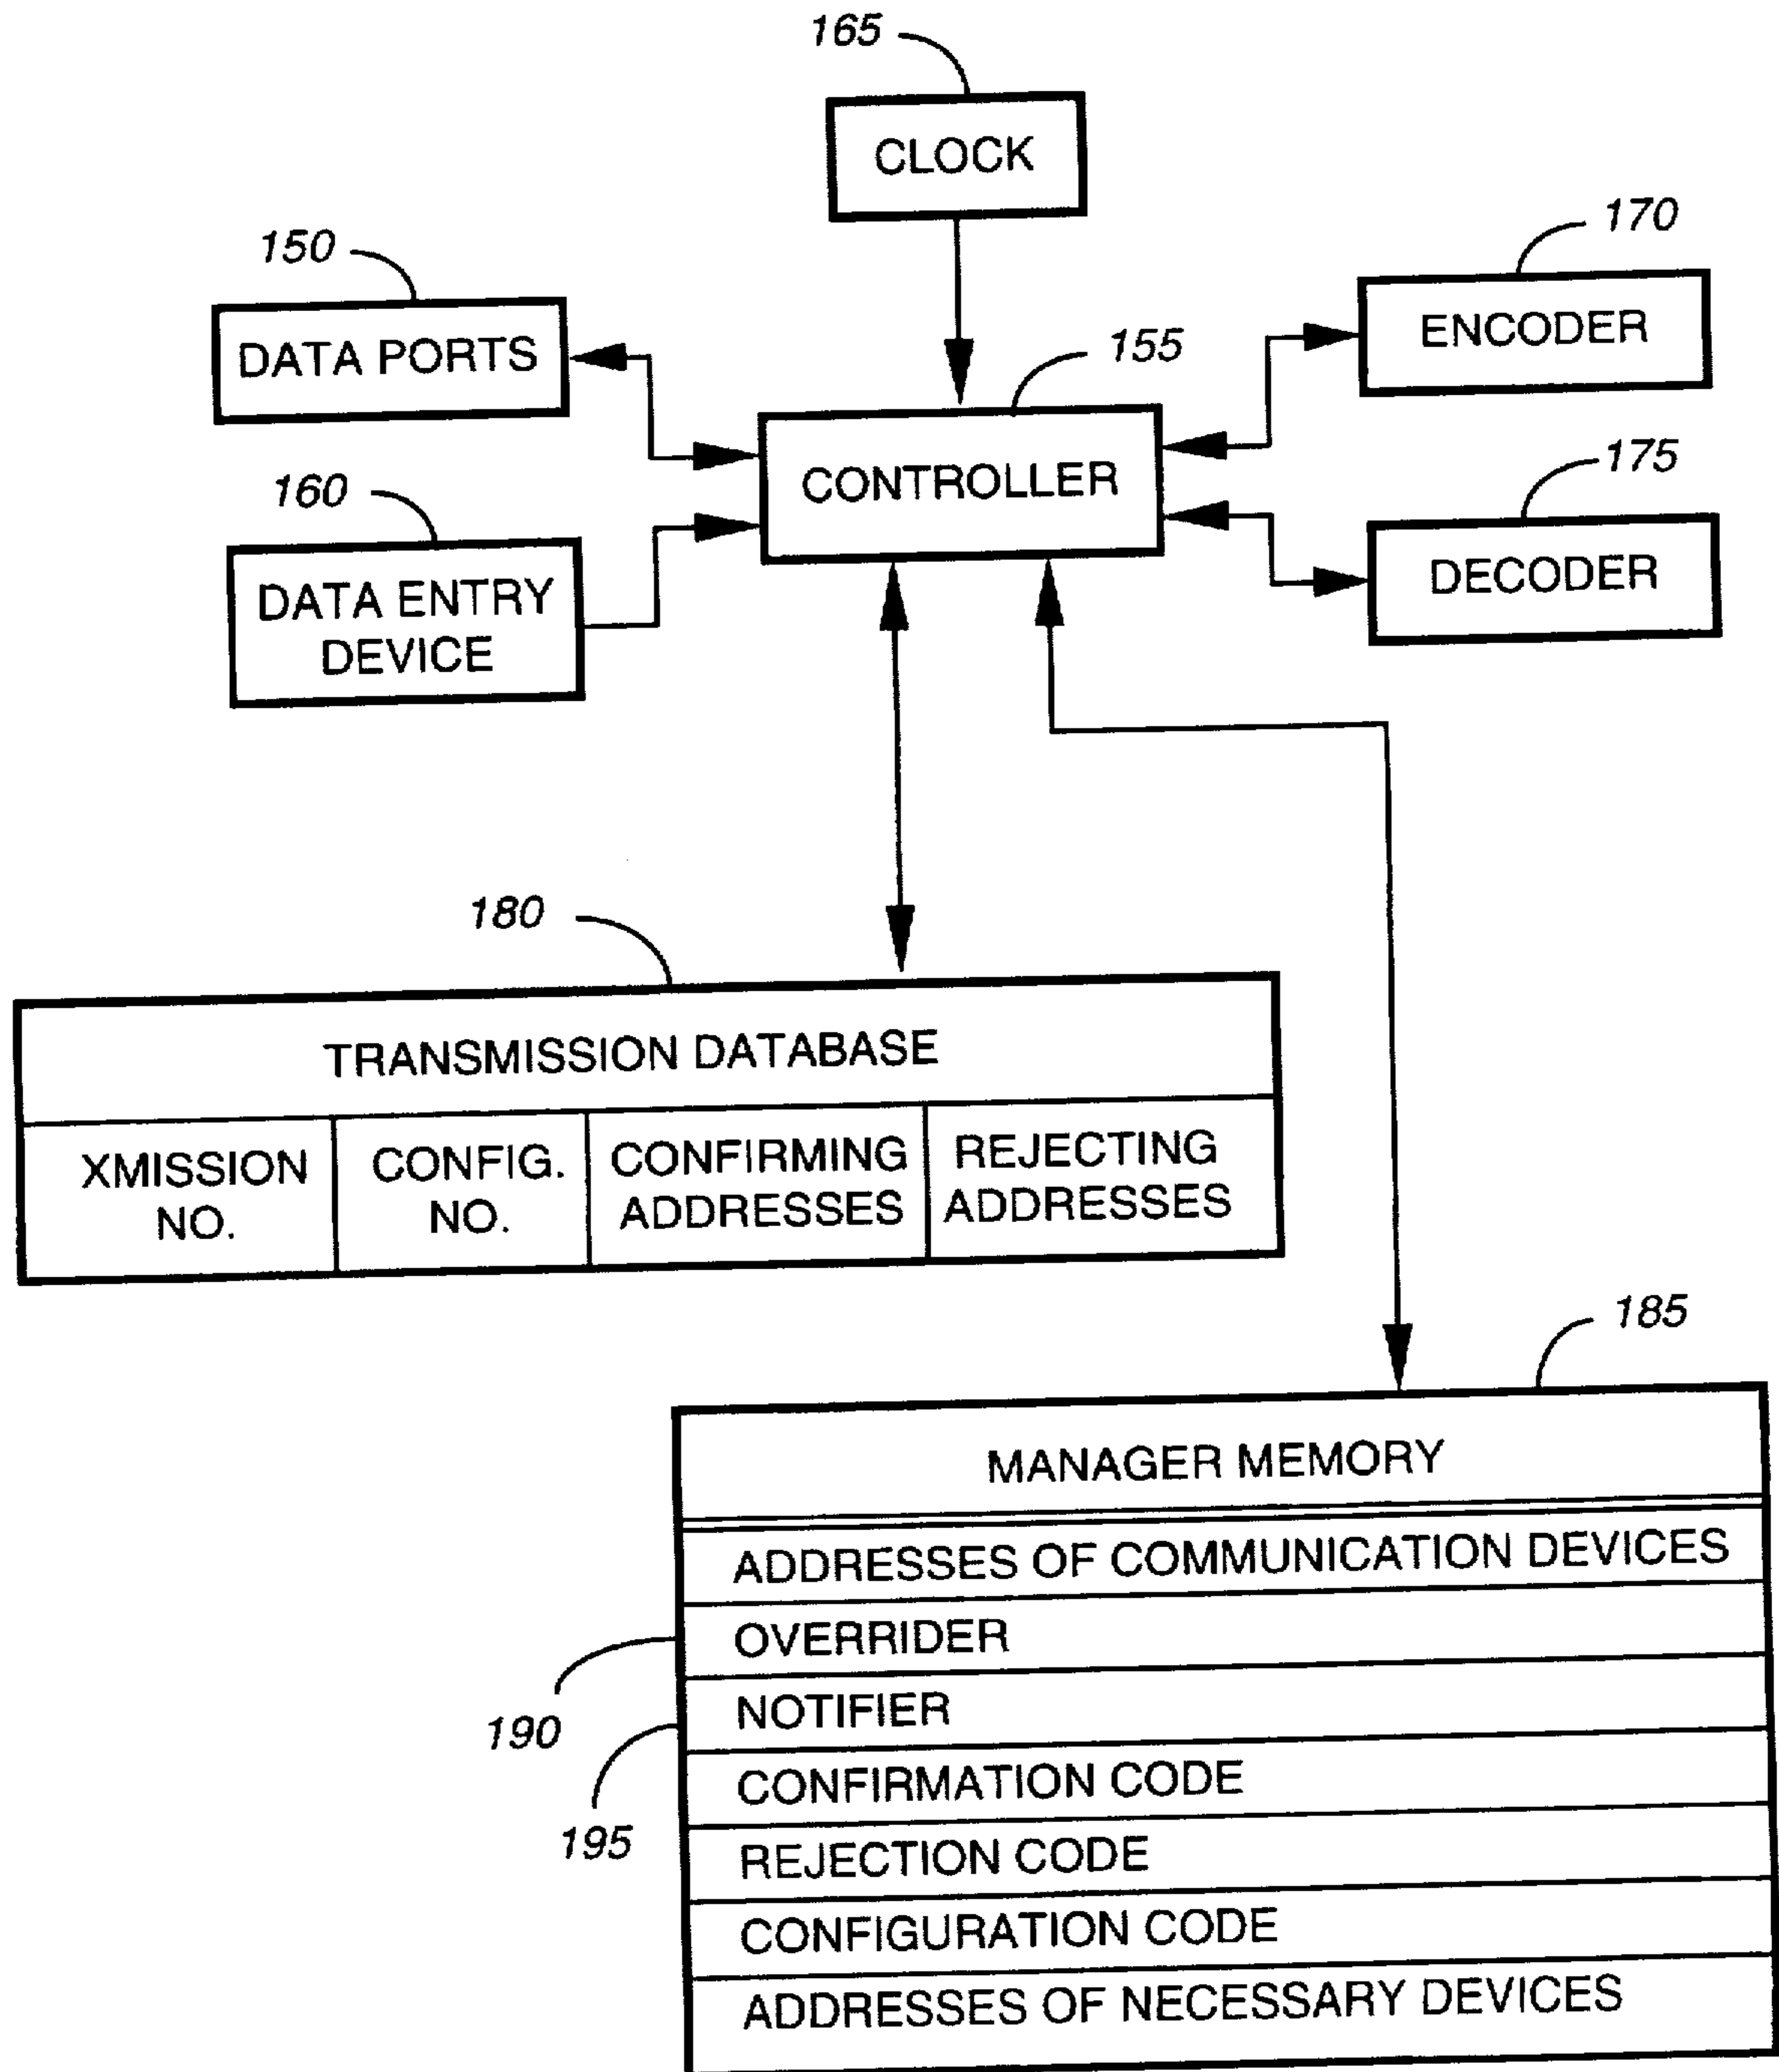 165
CLOCK
150
170
DATA PORTS
ENCODER
155
160
CONTROLLER
175
DATA ENTRY
DEVICE
DECODER
180
TRANSMISSION DATABASE
XMISSION
NO.
CONFIG.
NO.
CONFIRMING
ADDRESSES
REJECTING
ADDRESSES
185
MANAGER MEMORY
ADDRESSES OF COMMUNICATION DEVICES
OVERRIDER
190
NOTIFIER
195
CONFIRMATION CODE
REJECTION CODE
CONFIGURATION CODE
ADDRESSES OF NECESSARY DEVICES